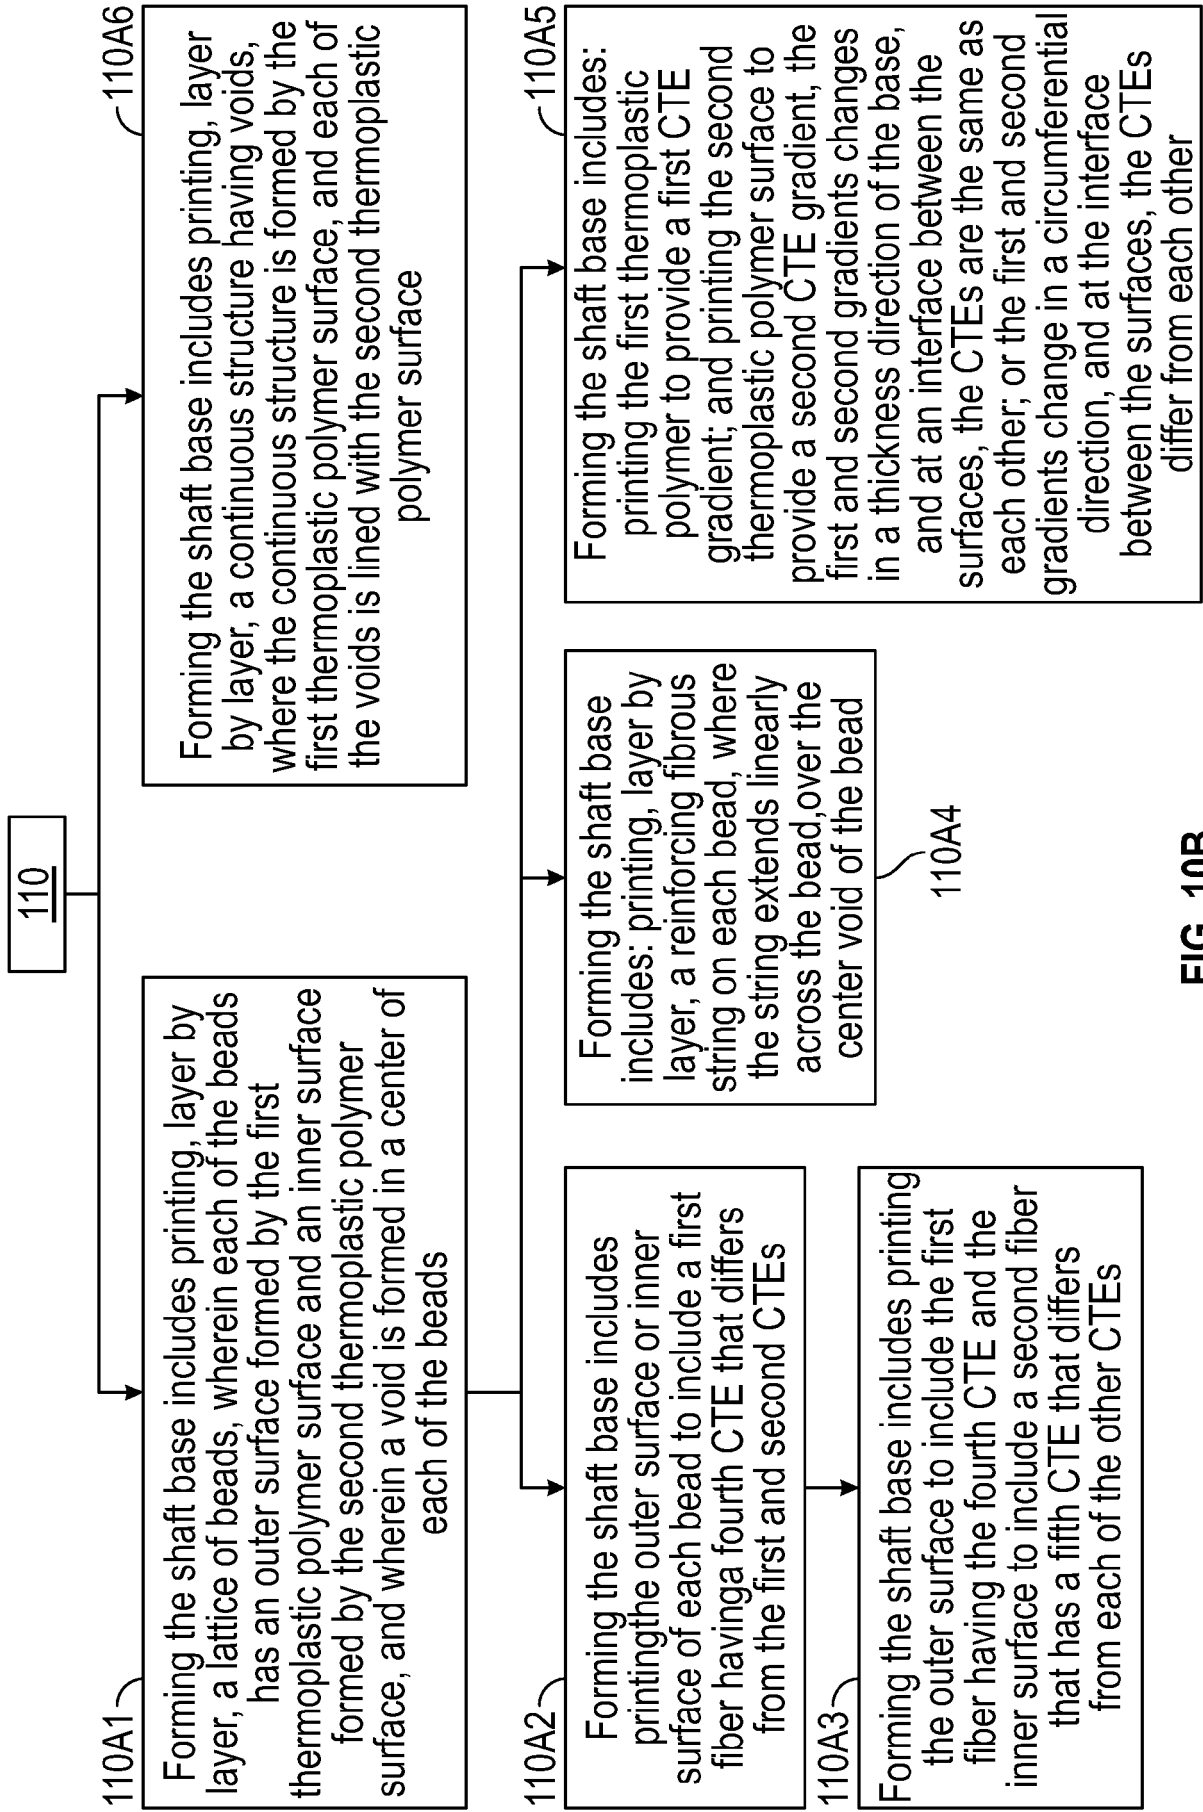 110
110A1
Forming the shaft base includes printing, layer by
layer, a lattice of beads, wherein each of the beads
has an outer surface formed by the first
thermoplastic polymer surface and an inner surface
formed by the second thermoplastic polymer
surface, and wherein a void is formed in a center of
each of the beads
110A6
Forming the shaft base includes printing, layer
by layer, a continuous structure having voids,
where the continuous structure is formed by the
first thermoplastic polymer surface, and each of
the voids is lined with the second thermoplastic
polymer surface
110A2
Forming the shaft base includes
printingthe outer surface or inner
surface of each bead to include a first
fiber havinga fourth CTE that differs
from the first and second CTEs
110A3
Forming the shaft base includes printing
the outer surface to include the first
fiber having the fourth CTE and the
inner surface to include a second fiber
that has a fifth CTE that differs
from each of the other CTEs
Forming the shaft base
includes: printing, layer by
layer, a reinforcing fibrous
string on each bead, where
the string extends linearly
across the bead,over the
center void of the bead
110A4
110A5
Forming the shaft base includes:
printing the first thermoplastic
polymer to provide a first CTE
gradient; and printing the second
thermoplastic polymer surface to
provide a second CTE gradient, the
first and second gradients changes
in a thickness direction of the base,
and at an interface between the
surfaces, the CTEs are the same as
each other; or the first and second
gradients change in a circumferential
direction, and at the interface
between the surfaces, the CTEs
differ from each other
FIG. 10B